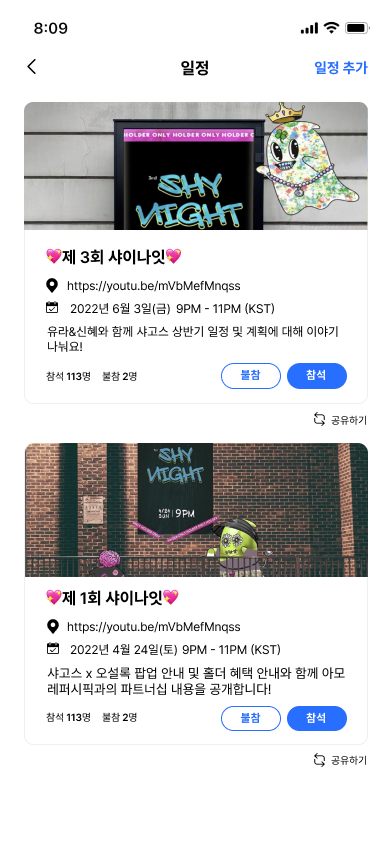 8:09
일정
일정 추가
HOLDER ONLY HOLDER ONLY HOLDER ONLY HOLDER
3rd
SHY
NIGHT
💖제 3회 샤이나잇💖
https://youtu.be/mVbMefMnqss
2022년 6월 3일(금) 9PM - 11PM (KST)
유라&신혜와 함께 샤고스 상반기 일정 및 계획에 대해 이야기
나눠요!
참석 113명 불참 2명
불참
참석
공유하기
SHY
NIGHT
4/24
SUN
9PM
💖제 1회 샤이나잇💖
https://youtu.be/mVbMefMnqss
2022년 4월 24일(토) 9PM - 11PM (KST)
샤고스 x 오설록 팝업 안내 및 홀더 혜택 안내와 함께 아모
레퍼시픽과의 파트너십 내용을 공개합니다!
참석 113명 불참 2명
불참
참석
공유하기